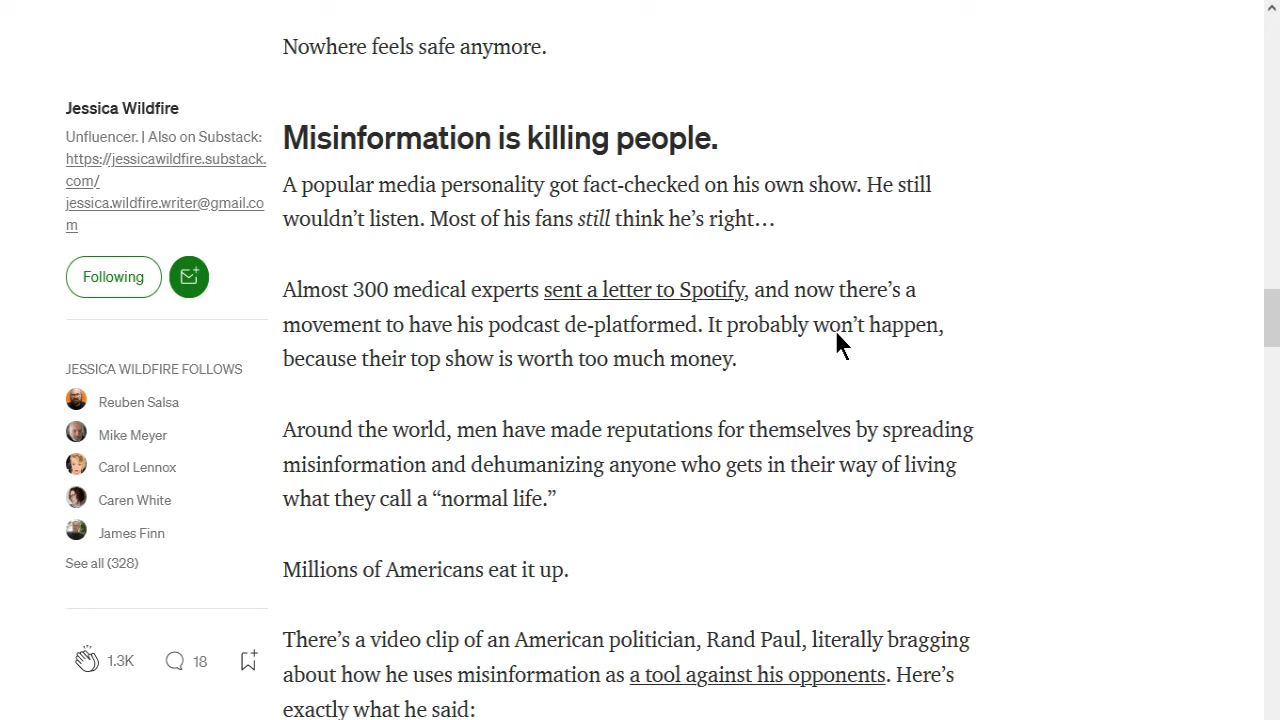 Nowhere feels safe anymore.
Jessica Wildfire
Unfluencer. | Also on Substack:
https://jessicawildfire.substack.
com/
jessica.wildfire.writer@gmail.co
m
Following
JESSICA WILDFIRE FOLLOWS
Reuben Salsa
Mike Meyer
Carol Lennox
Caren White
James Finn
See all (328)
1.3K
18
Misinformation is killing people.
A popular media personality got fact-checked on his own show. He still
wouldn’t listen. Most of his fans still think he’s right…
Almost 300 medical experts sent a letter to Spotify, and now there’s a
movement to have his podcast de-platformed. It probably won’t happen,
because their top show is worth too much money.
Around the world, men have made reputations for themselves by spreading
misinformation and dehumanizing anyone who gets in their way of living
what they call a “normal life.”
Millions of Americans eat it up.
There’s a video clip of an American politician, Rand Paul, literally bragging
about how he uses misinformation as a tool against his opponents. Here’s
exactly what he said: